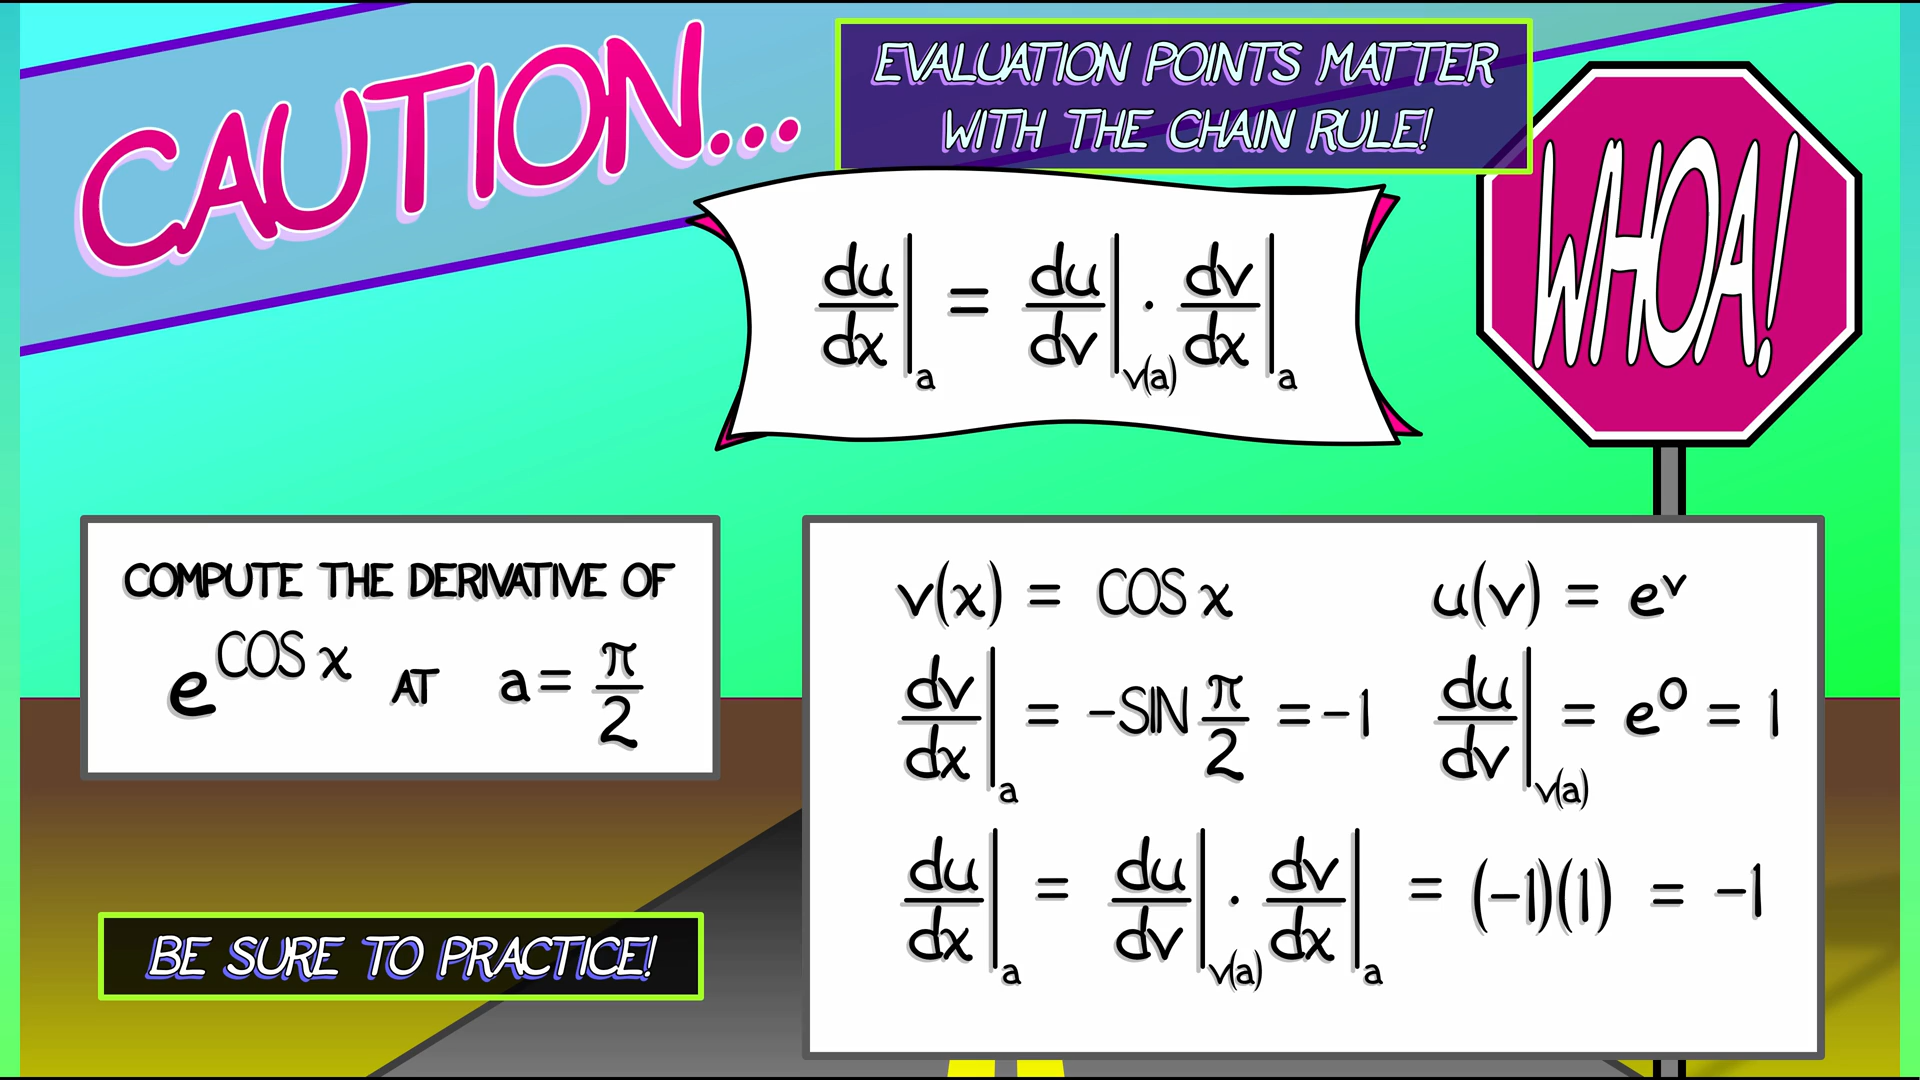 CAUTION...
EVALUATION POINTS MATTER
WITH THE CHAIN RULE!
WHOA!
du/dx|a = du/dv|v(a) · dv/dx|a
COMPUTE THE DERIVATIVE OF
e^COS x AT a = π/2
v(x) = COS x u(v) = e^v
dv/dx|a = -SIN π/2 = -1 du/dv|v(a) = e^0 = 1
du/dx|a = du/dv|v(a) · dv/dx|a = (-1)(1) = -1
BE SURE TO PRACTICE!